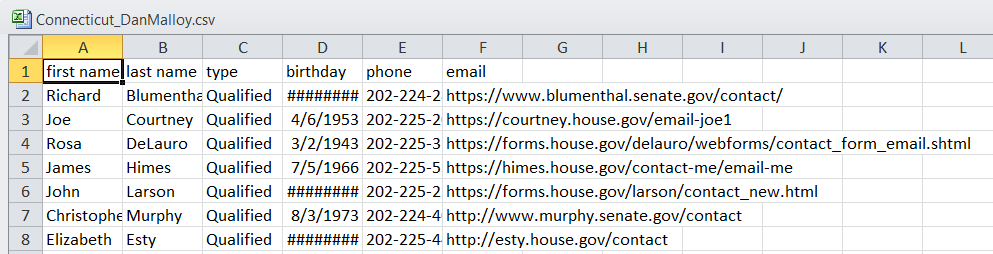 Connecticut_DanMalloy.csv
A B C D E F G H I J K L
1 first name last name type birthday phone email
2 Richard Blumentha Qualified ######## 202-224-2 https://www.blumenthal.senate.gov/contact/
3 Joe Courtney Qualified 4/6/1953 202-225-2 https://courtney.house.gov/email-joe1
4 Rosa DeLauro Qualified 3/2/1943 202-225-3 https://forms.house.gov/delauro/webforms/contact_form_email.shtml
5 James Himes Qualified 7/5/1966 202-225-5 https://himes.house.gov/contact-me/email-me
6 John Larson Qualified ######## 202-225-2 https://forms.house.gov/larson/contact_new.html
7 Christophe Murphy Qualified 8/3/1973 202-224-4 http://www.murphy.senate.gov/contact
8 Elizabeth Esty Qualified ######## 202-225-4 http://esty.house.gov/contact